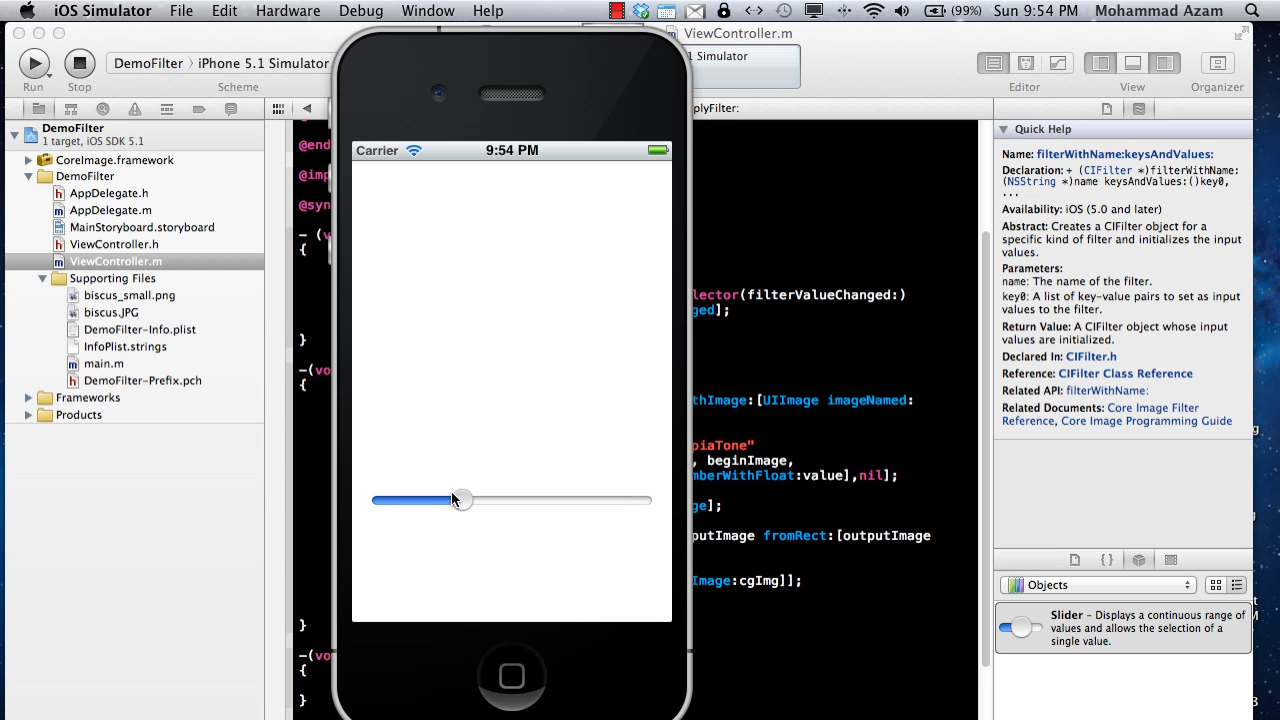 iOS Simulator File Edit Hardware Debug Window Help (99%) Sun 9:54 PM Mohammad Azam
ViewController.m
DemoFilter iPhone 5.1 Simulator
1 Simulator
Run Stop Scheme Editor View Organizer
plyFilter:
DemoFilter
1 target, iOS SDK 5.1
CoreImage.framework
DemoFilter
AppDelegate.h
AppDelegate.m
MainStoryboard.storyboard
ViewController.h
ViewController.m
Supporting Files
biscus_small.png
biscus.JPG
DemoFilter-Info.plist
InfoPlist.strings
main.m
DemoFilter-Prefix.pch
Frameworks
Products
@end
@imp
@syn
- (v
{
}
-(vo
{
}
-(vo
{
}
Carrier 9:54 PM
lector(filterValueChanged:)
ged];
thImage:[UIImage imageNamed:
piaTone"
, beginImage,
mberWithFloat:value],nil];
ge];
putImage fromRect:[outputImage
Image:cgImg]];
Quick Help
Name: filterWithName:keysAndValues:
Declaration: + (CIFilter *)filterWithName:
(NSString *)name keysAndValues:()key0,
...
Availability: iOS (5.0 and later)
Abstract: Creates a CIFilter object for a
specific kind of filter and initializes the input
values.
Parameters:
name: The name of the filter.
key0: A list of key-value pairs to set as input
values to the filter.
Return Value: A CIFilter object whose input
values are initialized.
Declared In: CIFilter.h
Reference: CIFilter Class Reference
Related API: filterWithName:
Related Documents: Core Image Filter
Reference, Core Image Programming Guide
Objects
Slider - Displays a continuous range of
values and allows the selection of a
single value.